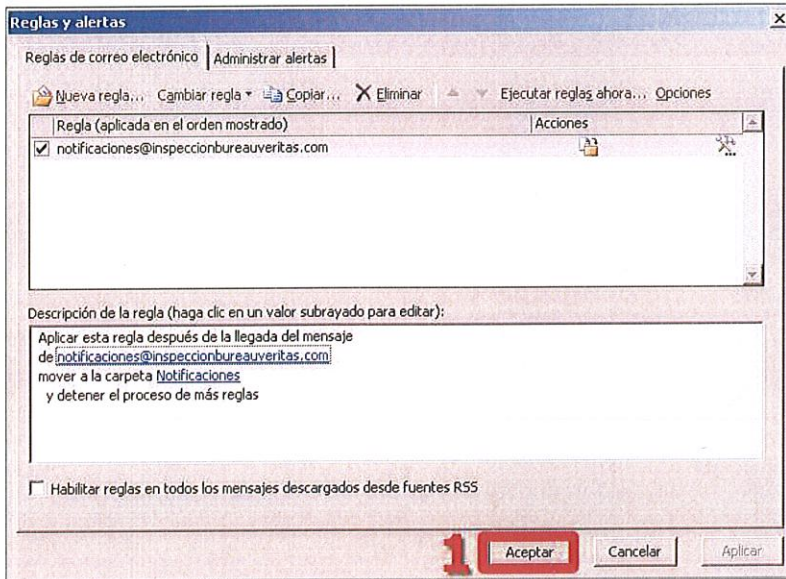 Reglas y alertas
Reglas de correo electrónico Administrar alertas
Nueva regla... Cambiar regla Copiar... Eliminar Ejecutar reglas ahora... Opciones
Regla (aplicada en el orden mostrado) Acciones
notificaciones@inspeccionbureauveritas.com
Descripción de la regla (haga clic en un valor subrayado para editar):
Aplicar esta regla después de la llegada del mensaje
de notificaciones@inspeccionbureauveritas.com
mover a la carpeta Notificaciones
y detener el proceso de más reglas
Habilitar reglas en todos los mensajes descargados desde fuentes RSS
1 Aceptar Cancelar Aplicar